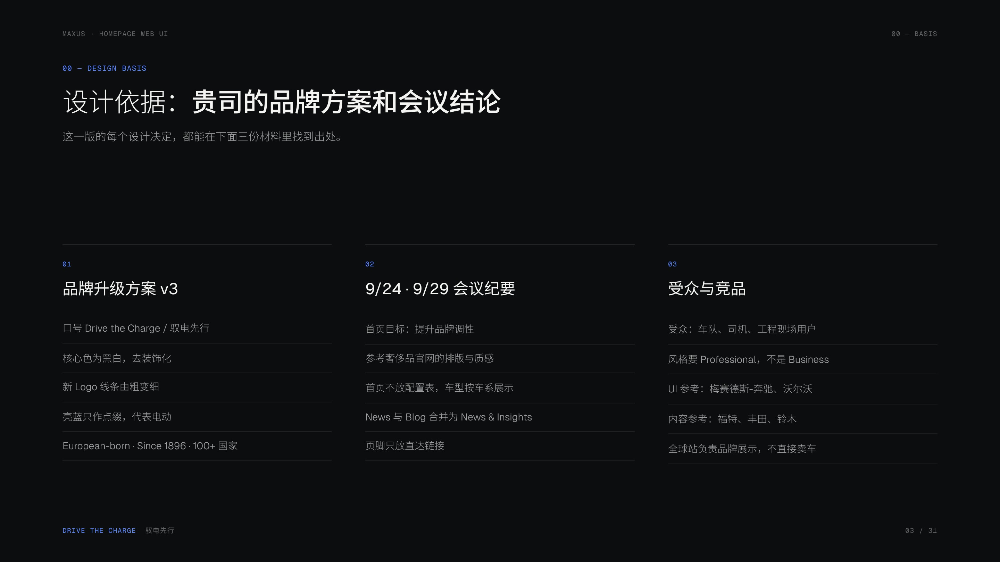 MAXUS · HOMEPAGE WEB UI
00 — BASIS
00 — DESIGN BASIS
设计依据：贵司的品牌方案和会议结论
这一版的每个设计决定，都能在下面三份材料里找到出处。
01
品牌升级方案 v3
口号 Drive the Charge / 驭电先行
核心色为黑白，去装饰化
新 Logo 线条由粗变细
亮蓝只作点缀，代表电动
European-born · Since 1896 · 100+ 国家
02
9/24 · 9/29 会议纪要
首页目标：提升品牌调性
参考奢侈品官网的排版与质感
首页不放配置表，车型按车系展示
News 与 Blog 合并为 News & Insights
页脚只放直达链接
03
受众与竞品
受众：车队、司机、工程现场用户
风格要 Professional，不是 Business
UI 参考：梅赛德斯-奔驰、沃尔沃
内容参考：福特、丰田、铃木
全球站负责品牌展示，不直接卖车
DRIVE THE CHARGE 驭电先行
03 / 31